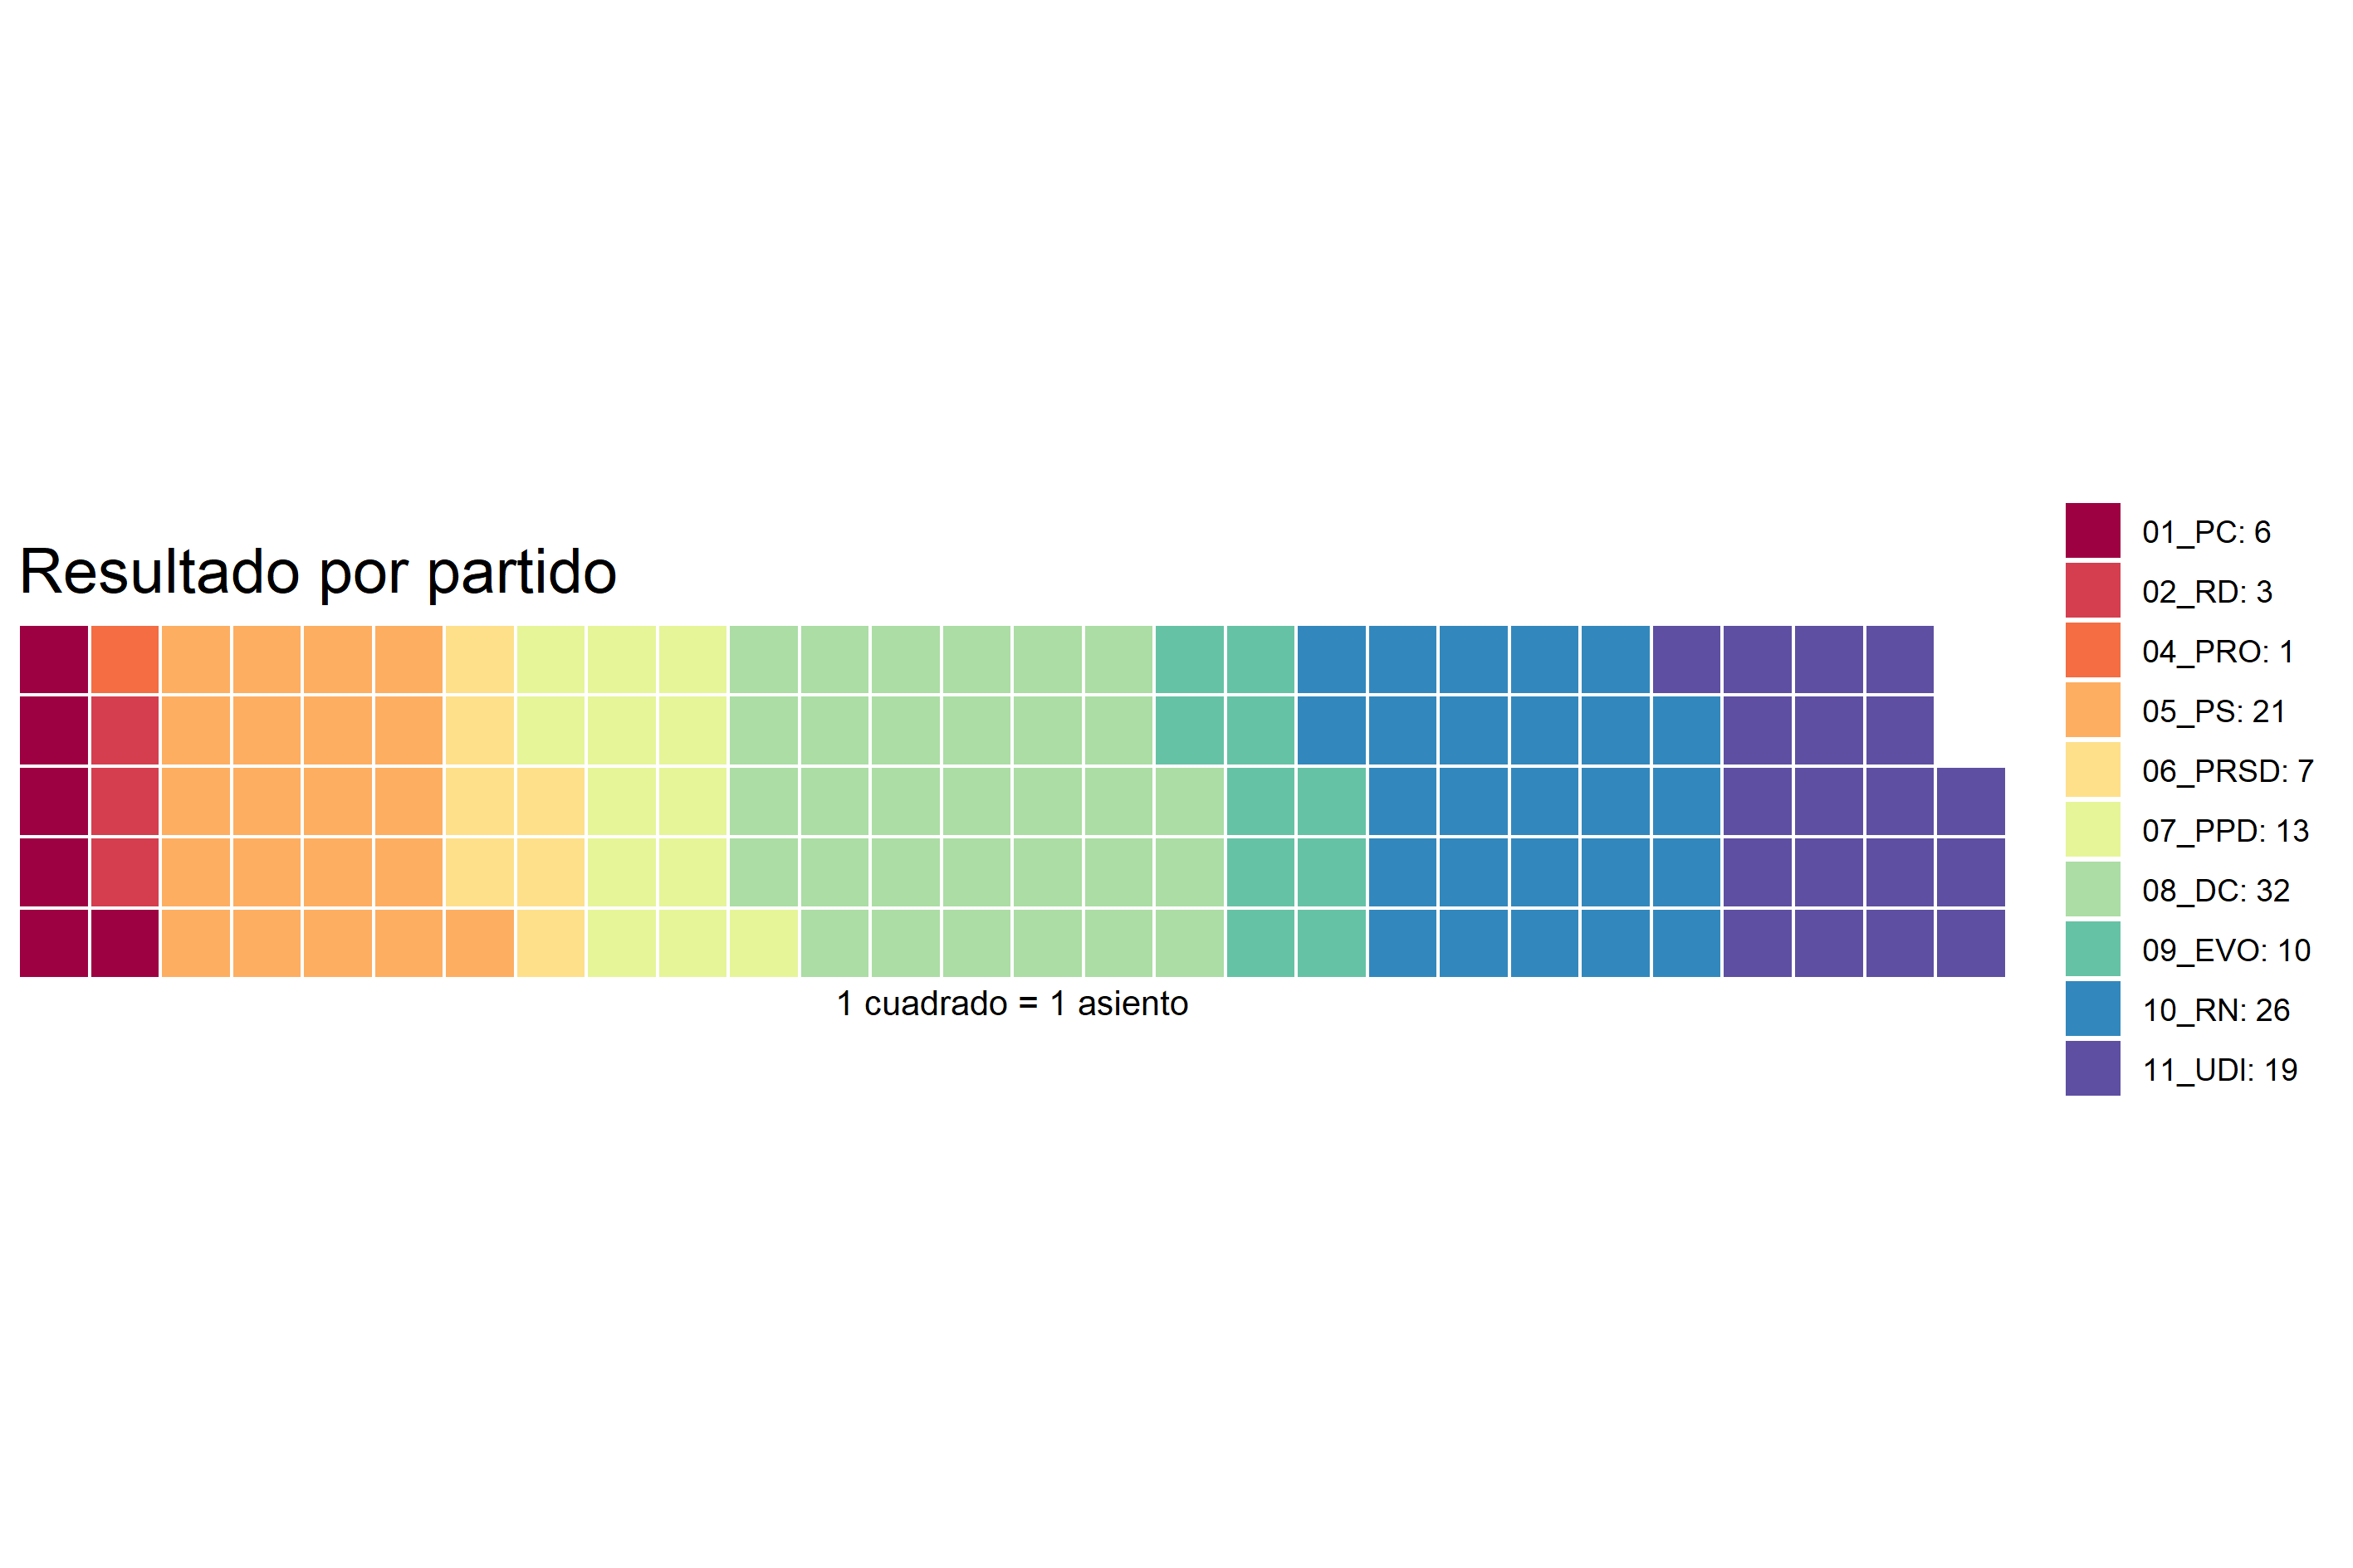 Resultado por partido
1 cuadrado = 1 asiento
01_PC: 6
02_RD: 3
04_PRO: 1
05_PS: 21
06_PRSD: 7
07_PPD: 13
08_DC: 32
09_EVO: 10
10_RN: 26
11_UDI: 19